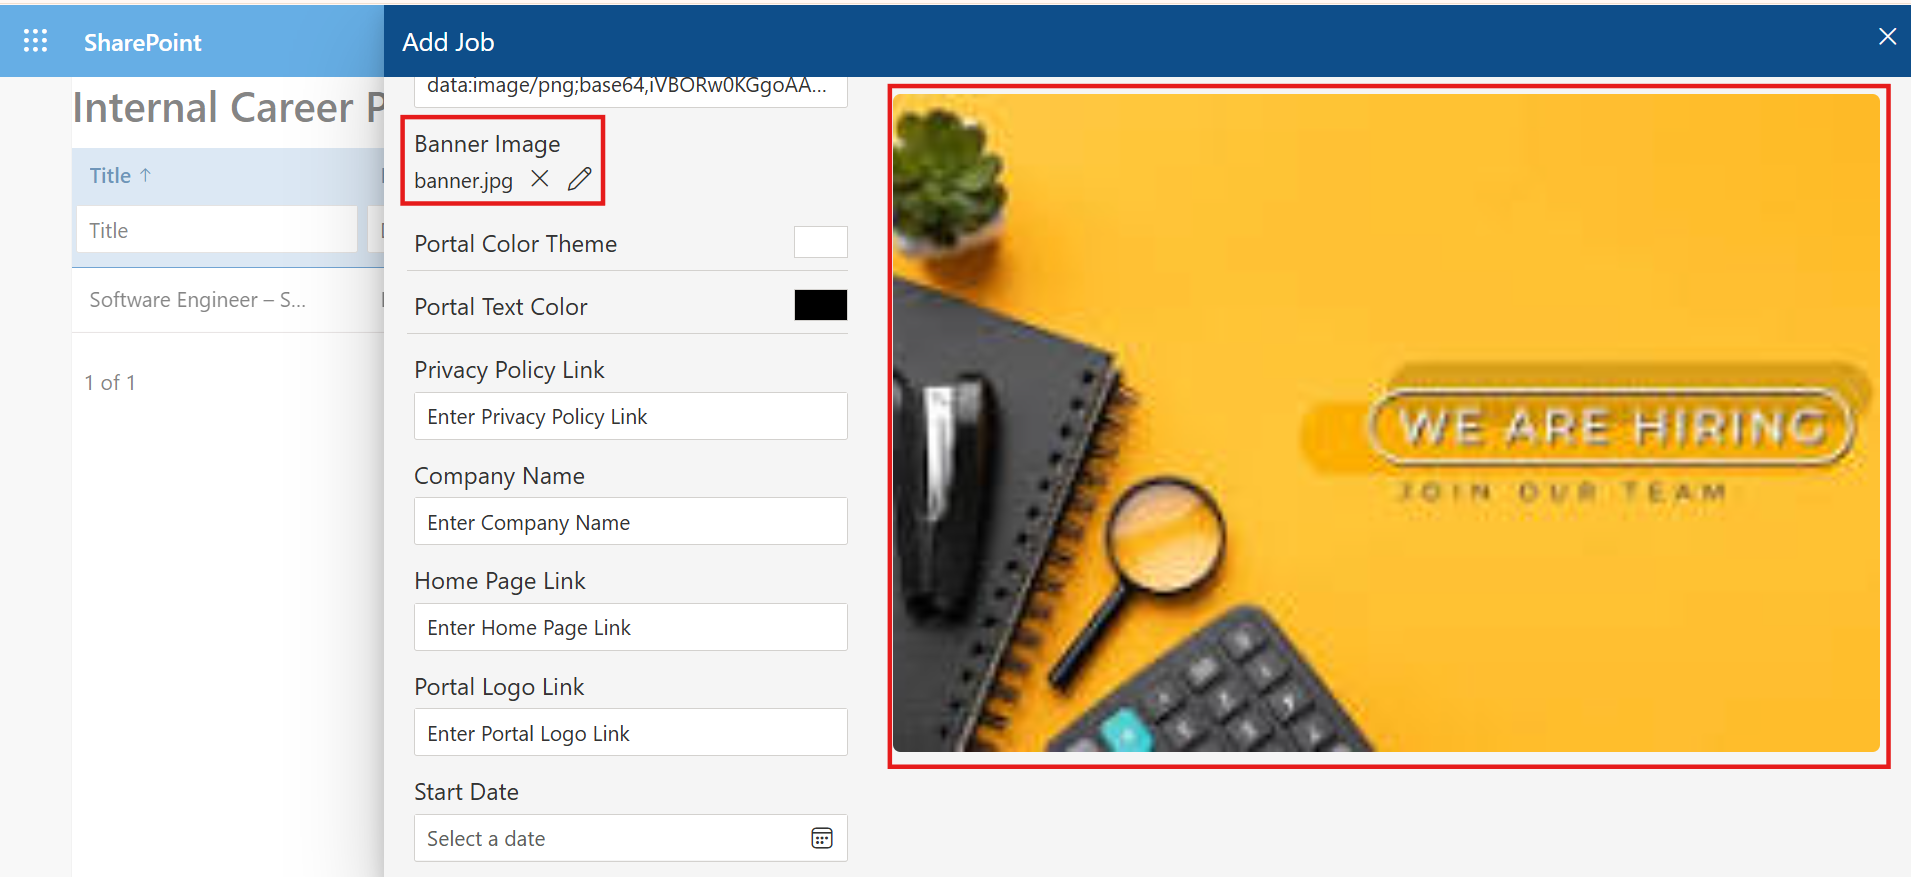 SharePoint
Add Job
Internal Career P
Title ↑
Title
Software Engineer – S...
1 of 1
data:image/png;base64,iVBORw0KGgoAA...
Banner Image
banner.jpg
Portal Color Theme
Portal Text Color
Privacy Policy Link
Enter Privacy Policy Link
Company Name
Enter Company Name
Home Page Link
Enter Home Page Link
Portal Logo Link
Enter Portal Logo Link
Start Date
Select a date
WE ARE HIRING
JOIN OUR TEAM